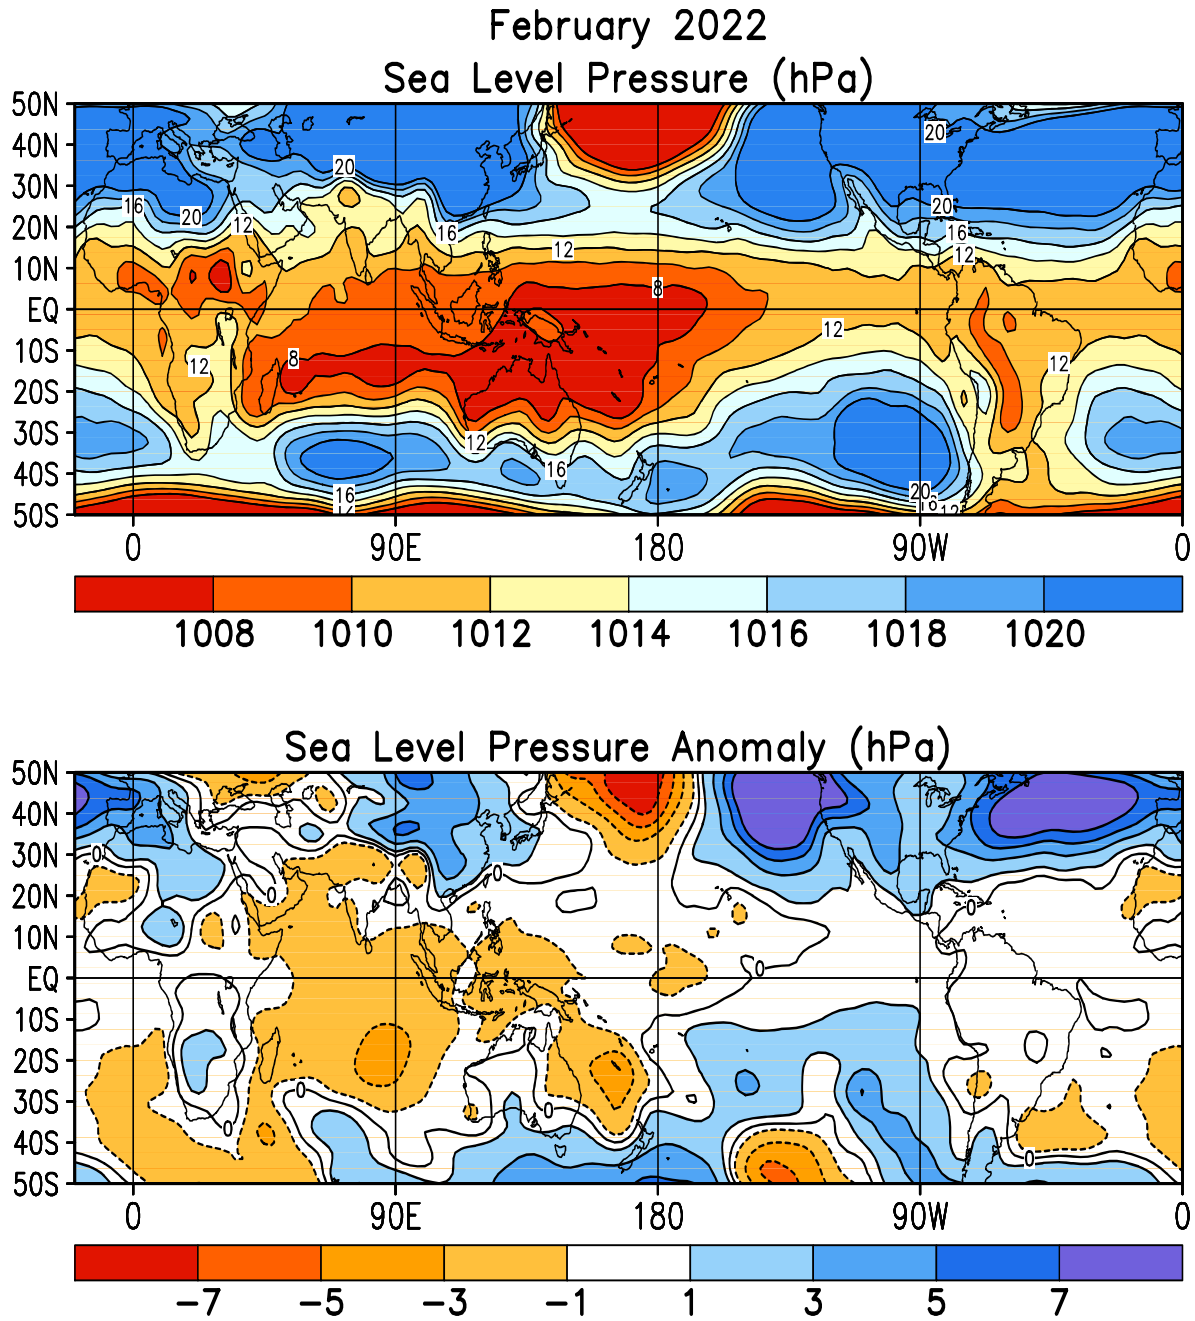 February 2022
Sea Level Pressure (hPa)
50N
40N
30N
20N
10N
EQ
10S
20S
30S
40S
50S
20
20
16
20
12
16
12
20
16
12
8
8
12
12
12
12
16
16
20
12
0 90E 180 90W 0
1008 1010 1012 1014 1016 1018 1020
Sea Level Pressure Anomaly (hPa)
50N
40N
30N
20N
10N
EQ
10S
20S
30S
40S
50S
0
0
0
0
0
0
0
0
0
0 90E 180 90W 0
−7 −5 −3 −1 1 3 5 7